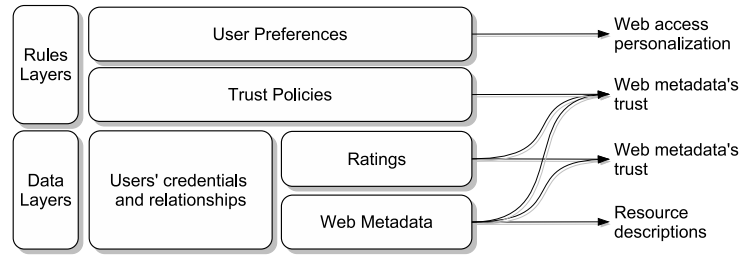 Rules
Layers
User Preferences
Web access
personalization
Trust Policies
Web metadata's
trust
Data
Layers
Users' credentials
and relationships
Ratings
Web metadata's
trust
Web Metadata
Resource
descriptions